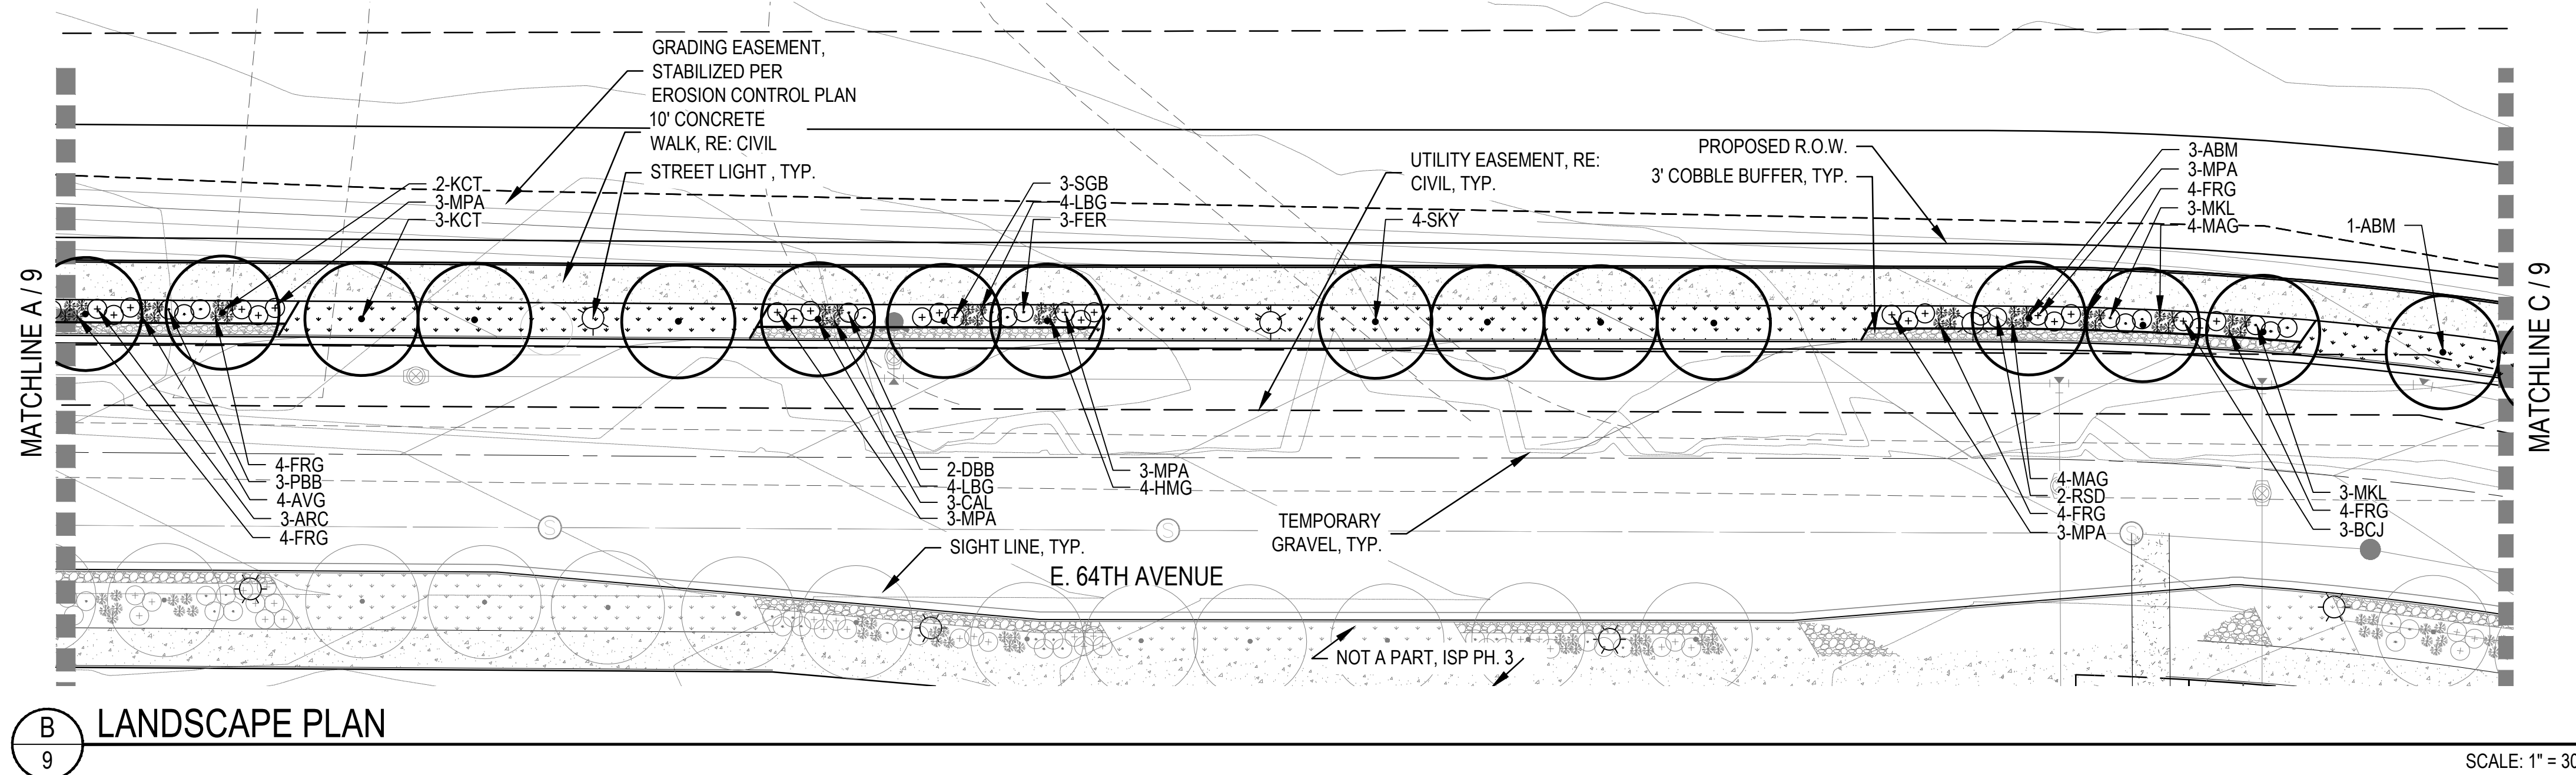 GRADING EASEMENT,
STABILIZED PER
EROSION CONTROL PLAN
10' CONCRETE
WALK, RE: CIVIL
STREET LIGHT , TYP.
2-KCT
3-MPA
3-KCT
3-SGB
4-LBG
3-FER
UTILITY EASEMENT, RE:
CIVIL, TYP.
4-SKY
PROPOSED R.O.W.
3' COBBLE BUFFER, TYP.
3-ABM
3-MPA
4-FRG
3-MKL
4-MAG
1-ABM
MATCHLINE A / 9
MATCHLINE C / 9
4-FRG
3-PBB
4-AVG
3-ARC
4-FRG
2-DBB
4-LBG
3-CAL
3-MPA
3-MPA
4-HMG
4-MAG
2-RSD
4-FRG
3-MPA
3-MKL
4-FRG
3-BCJ
S
S
S
TEMPORARY
GRAVEL, TYP.
SIGHT LINE, TYP.
E. 64TH AVENUE
NOT A PART, ISP PH. 3
B
9
LANDSCAPE PLAN
SCALE: 1" = 30